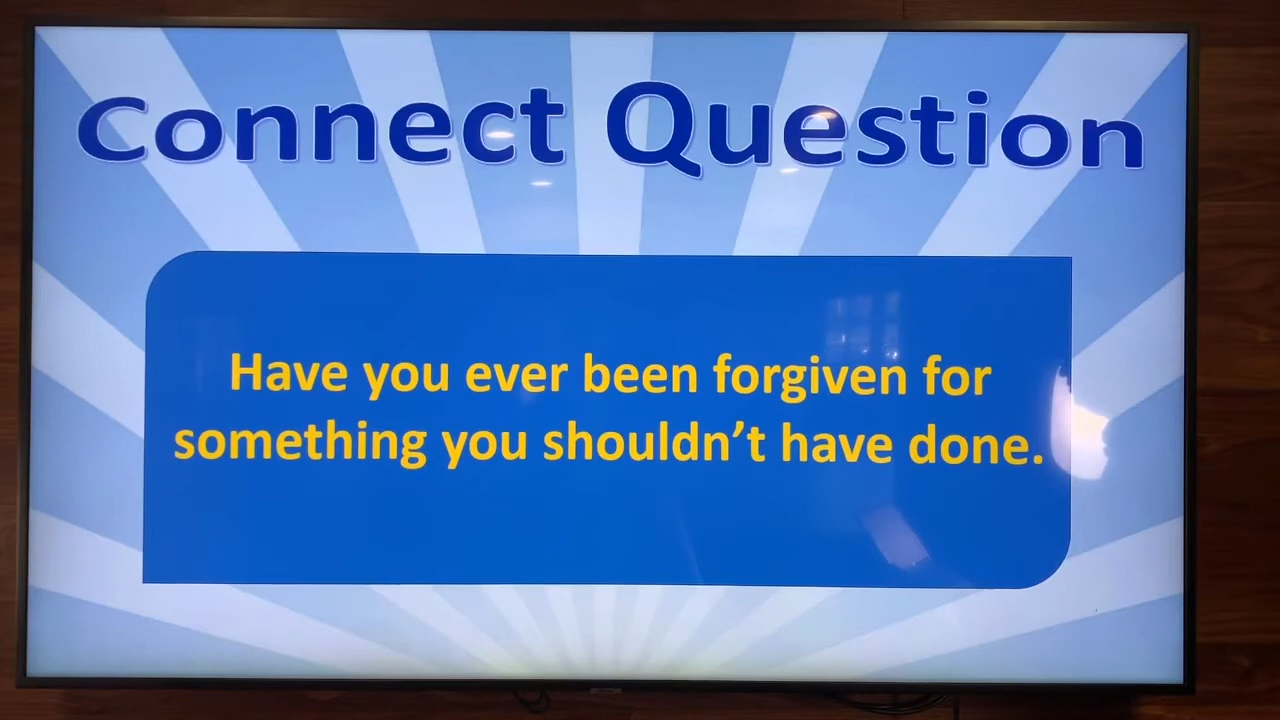 Connect Question
Have you ever been forgiven for
something you shouldn’t have done.